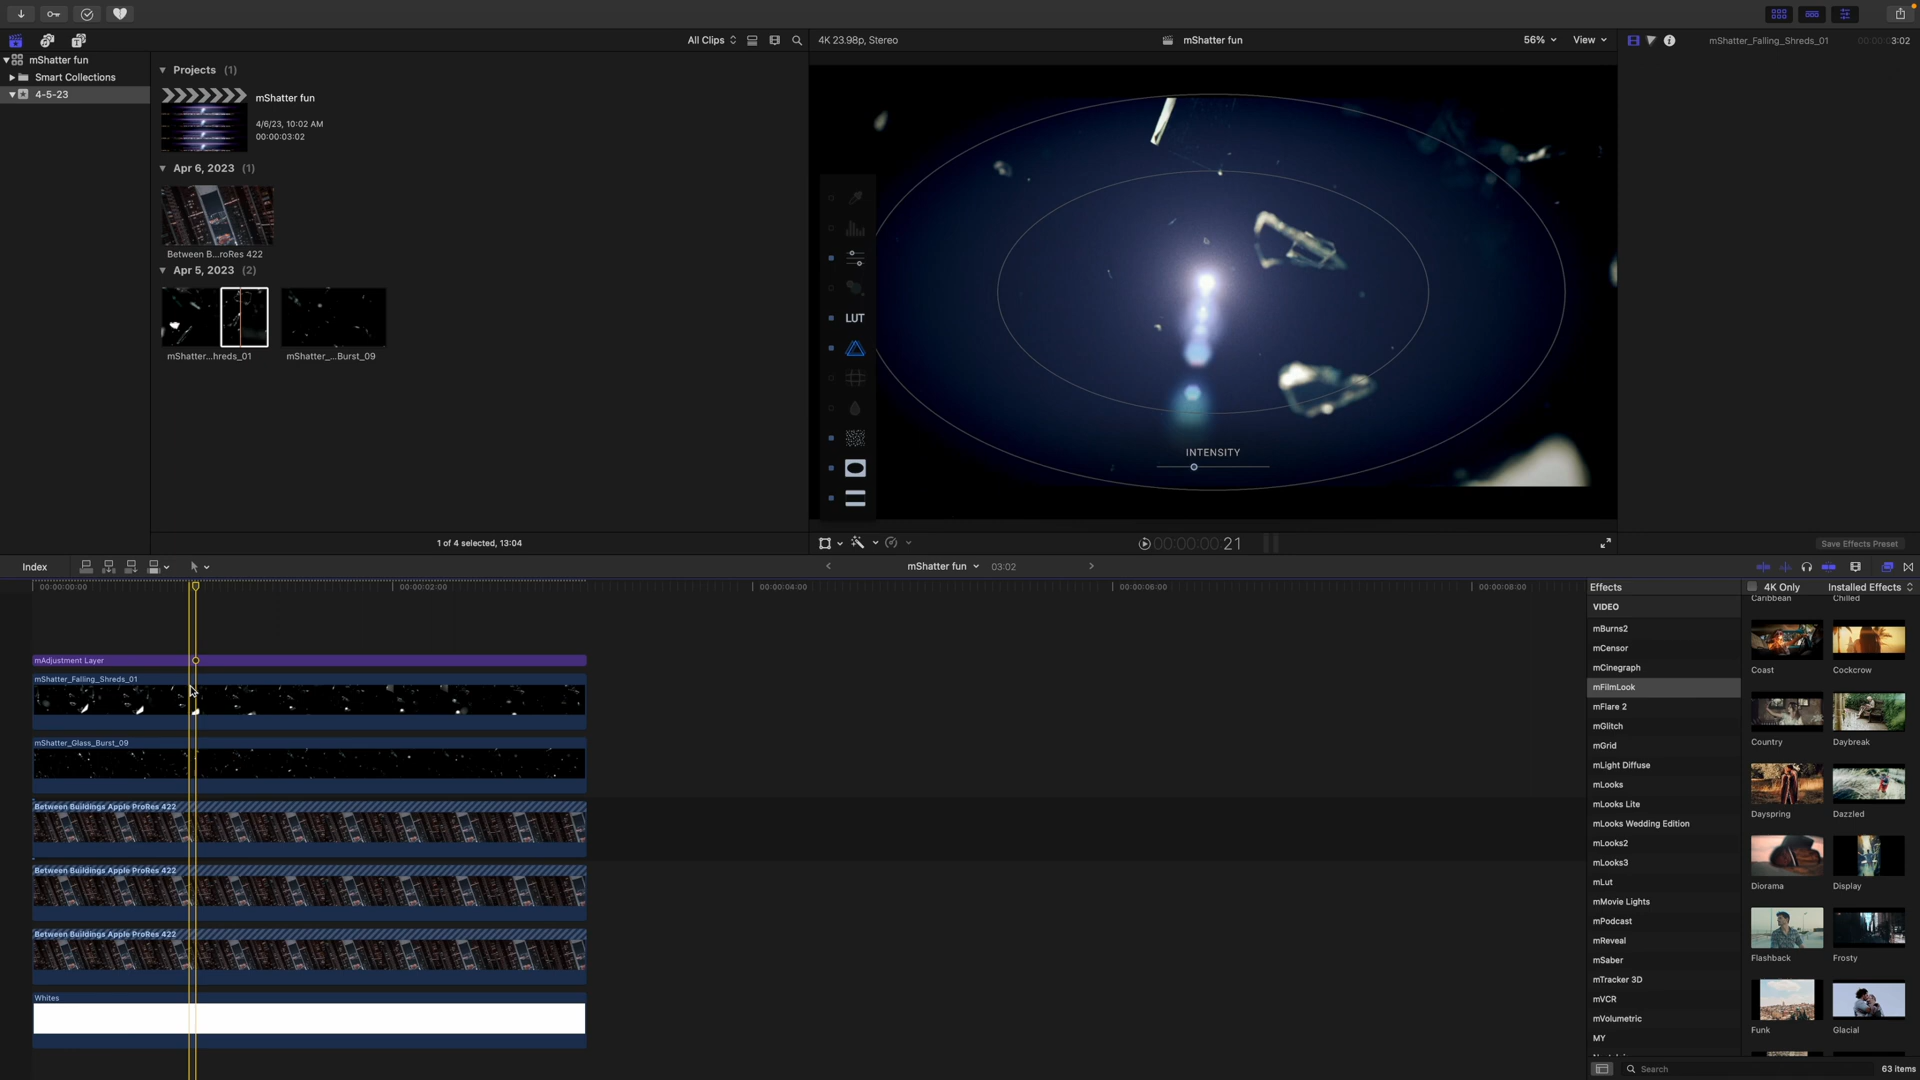 All Clips
4K 23.98p, Stereo
mShatter fun
56%
View
mShatter_Falling_Shreds_01
00:00:03:02
mShatter fun
Smart Collections
4-5-23
Projects (1)
mShatter fun
4/6/23, 10:02 AM
00:00:03:02
Apr 6, 2023 (1)
Between B...roRes 422
Apr 5, 2023 (2)
mShatter...hreds_01
mShatter_...Burst_09
LUT
INTENSITY
1 of 4 selected, 13:04
00:00:00:21
Save Effects Preset
Index
mShatter fun
03:02
00:00:00:00
00:00:02:00
00:00:04:00
00:00:06:00
00:00:08:00
mAdjustment Layer
mShatter_Falling_Shreds_01
mShatter_Glass_Burst_09
Between Buildings Apple ProRes 422
Between Buildings Apple ProRes 422
Between Buildings Apple ProRes 422
Whites
Effects
4K Only
Installed Effects
VIDEO
mBurns2
mCensor
mCinegraph
mFilmLook
mFlare 2
mGlitch
mGrid
mLight Diffuse
mLooks
mLooks Lite
mLooks Wedding Edition
mLooks2
mLooks3
mLut
mMovie Lights
mPodcast
mReveal
mSaber
mTracker 3D
mVCR
mVolumetric
MY
Caribbean
Chilled
Coast
Cockcrow
Country
Daybreak
Dayspring
Dazzled
Diorama
Display
Flashback
Frosty
Funk
Glacial
Search
63 items